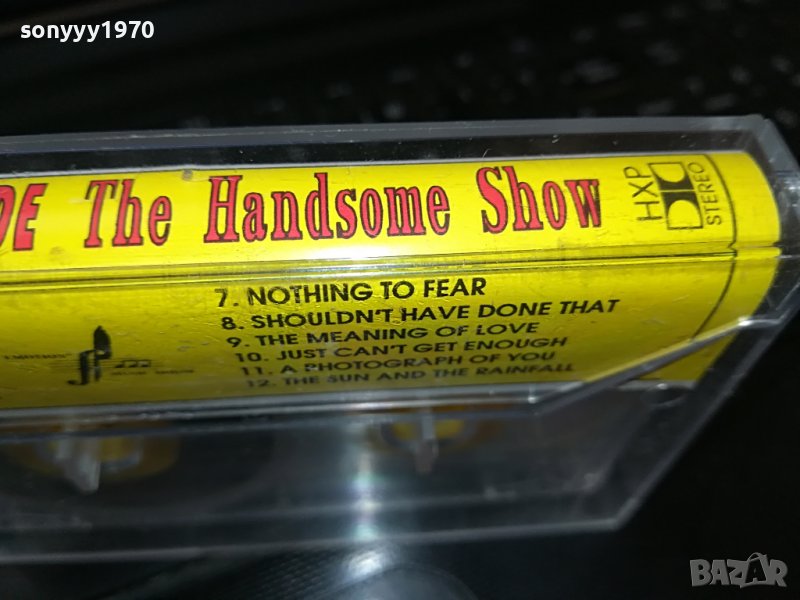 sonyyy1970
DE The Handsome Show
HXP
STEREO
7. NOTHING TO FEAR
8. SHOULDN'T HAVE DONE THAT
9. THE MEANING OF LOVE
10. JUST CAN'T GET ENOUGH
11. A PHOTOGRAPH OF YOU
12. THE SUN AND THE RAINFALL
BAZAR